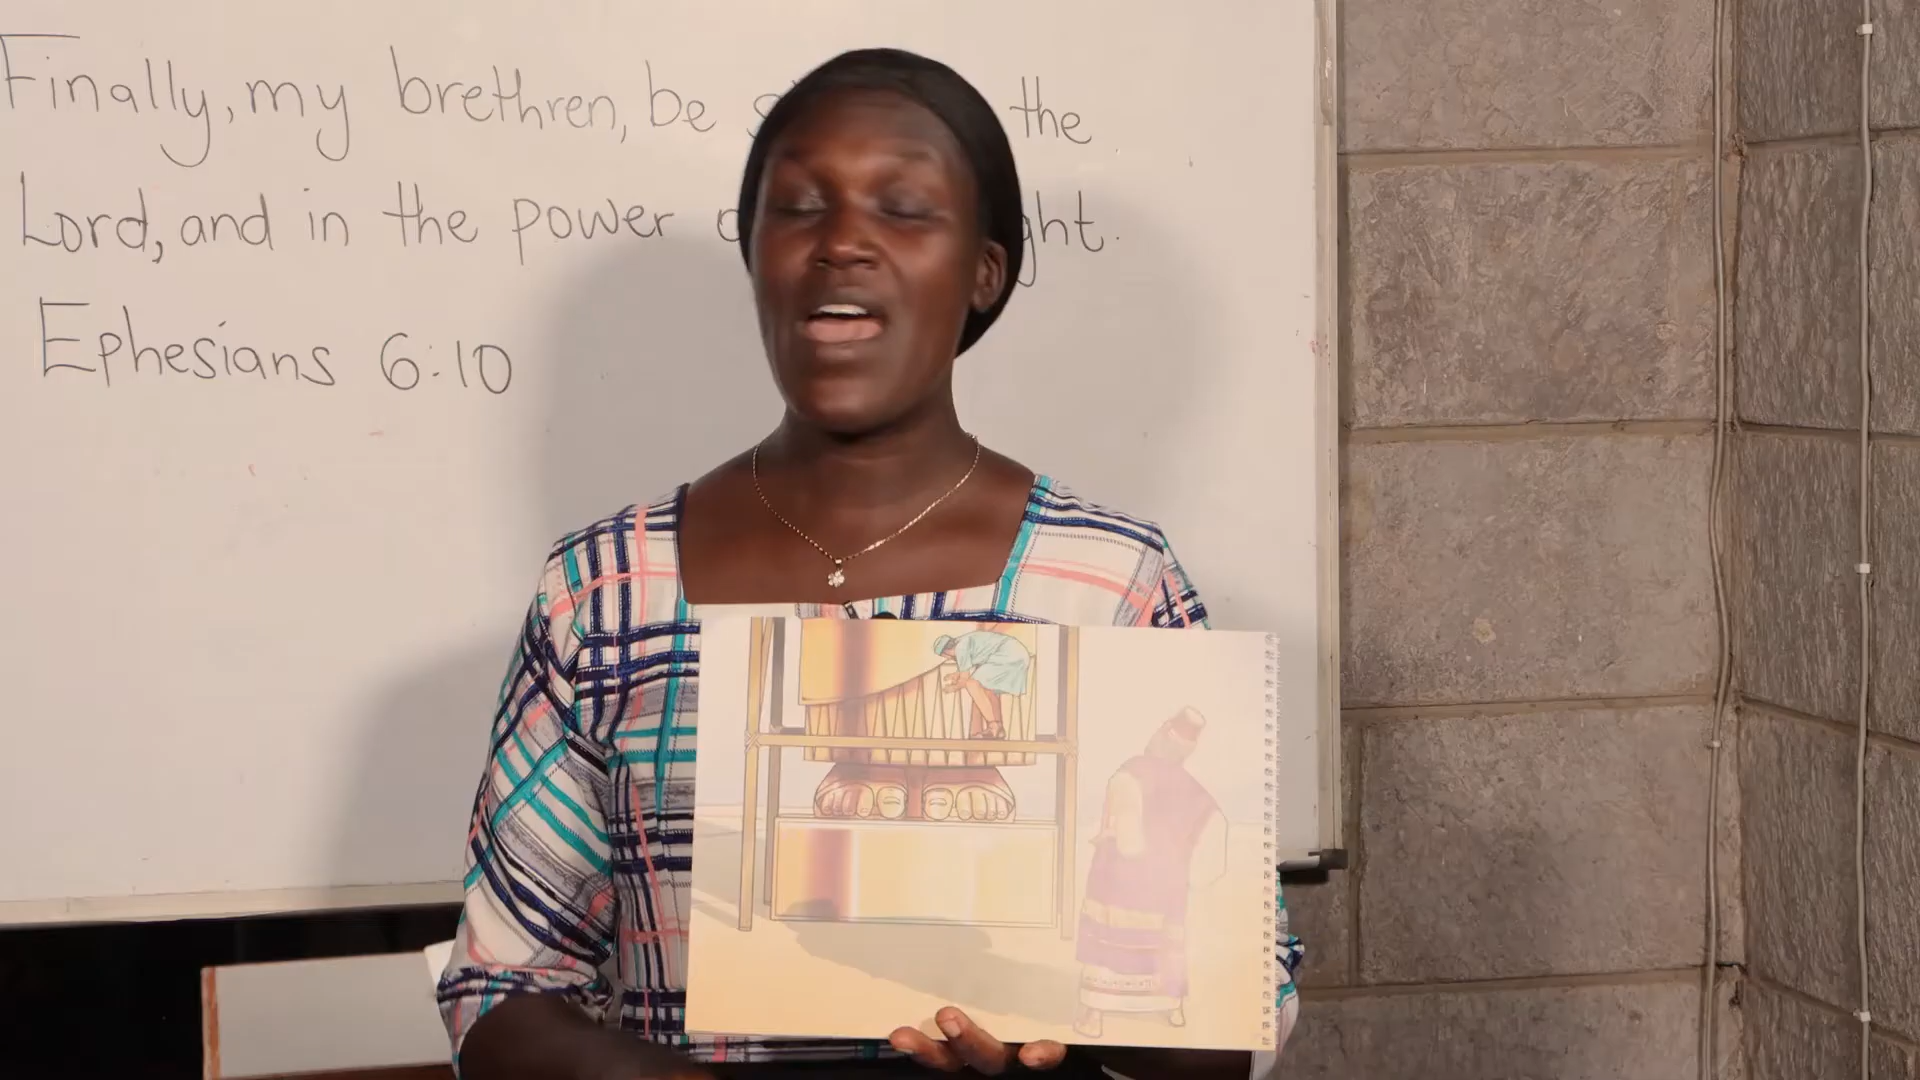 Finally, my brethren, be the
Lord, and in the power
Ephesians 6:10